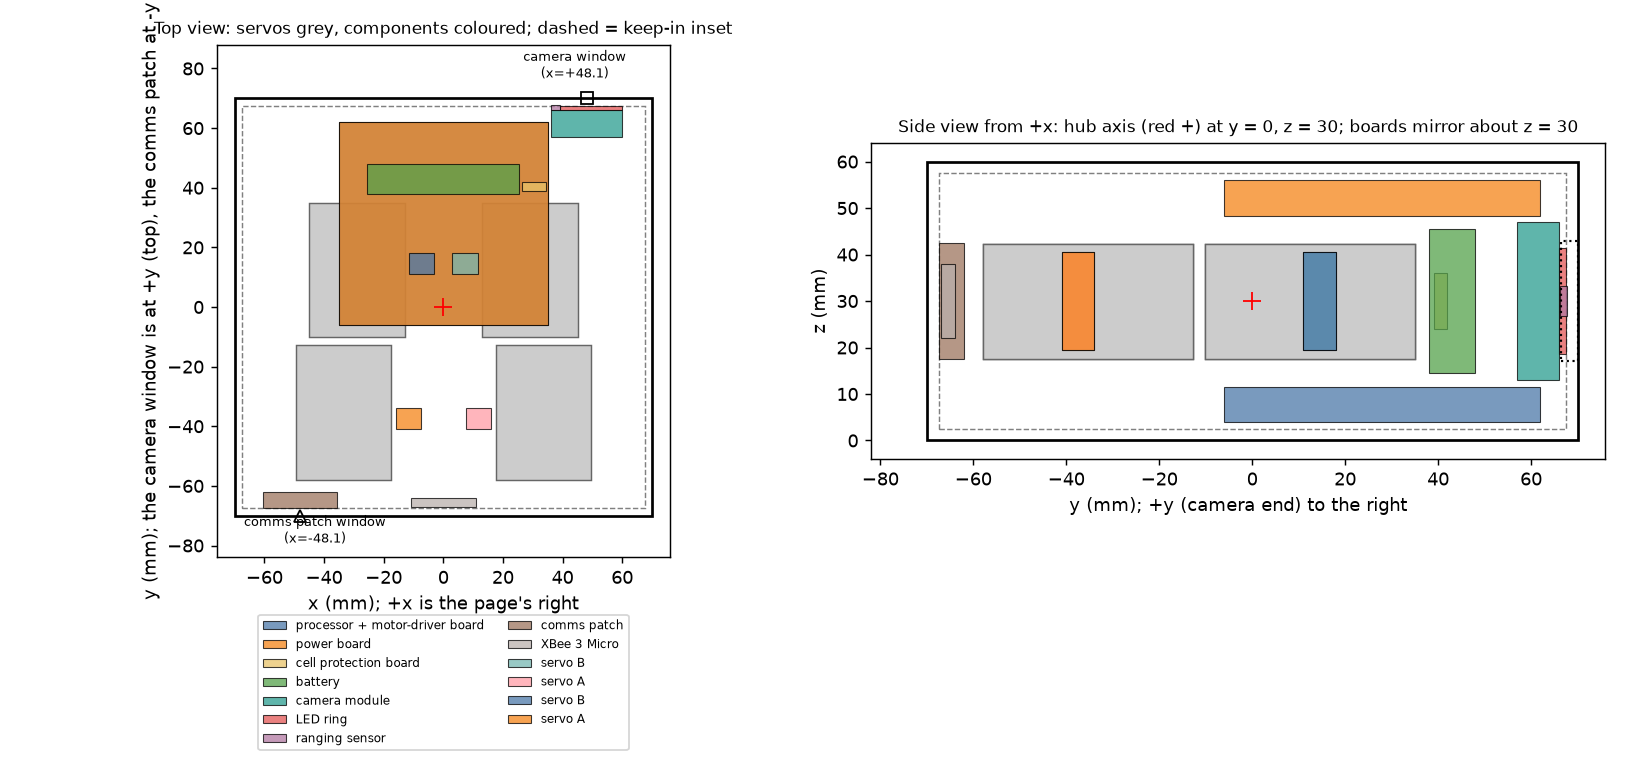 Top view: servos grey, components coloured; dashed = keep-in inset
y (mm); the camera window is at +y (top), the comms patch at -y
camera window
(x=+48.1)
80
60
40
20
0
−20
−40
−60
−80
comms patch window
(x=-48.1)
−60 −40 −20 0 20 40 60
x (mm); +x is the page's right
processor + motor-driver board
power board
cell protection board
battery
camera module
LED ring
ranging sensor
comms patch
XBee 3 Micro
servo B
servo A
servo B
servo A
Side view from +x: hub axis (red +) at y = 0, z = 30; boards mirror about z = 30
z (mm)
60
50
40
30
20
10
0
−80 −60 −40 −20 0 20 40 60
y (mm); +y (camera end) to the right